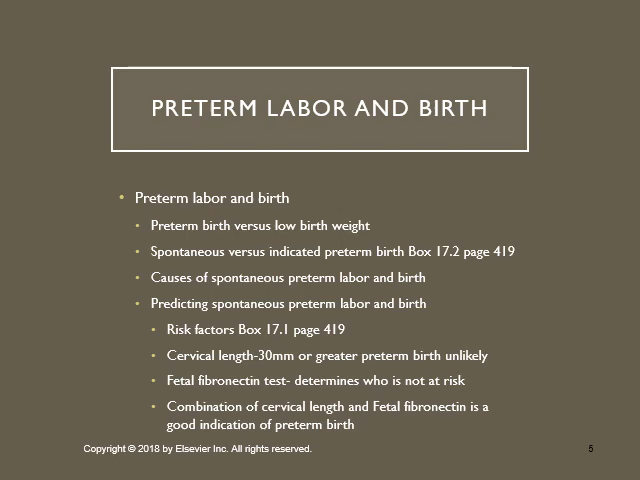 PRETERM LABOR AND BIRTH
• Preterm labor and birth
• Preterm birth versus low birth weight
• Spontaneous versus indicated preterm birth Box 17.2 page 419
• Causes of spontaneous preterm labor and birth
• Predicting spontaneous preterm labor and birth
• Risk factors Box 17.1 page 419
• Cervical length-30mm or greater preterm birth unlikely
• Fetal fibronectin test- determines who is not at risk
• Combination of cervical length and Fetal fibronectin is a
good indication of preterm birth
Copyright © 2018 by Elsevier Inc. All rights reserved.
5